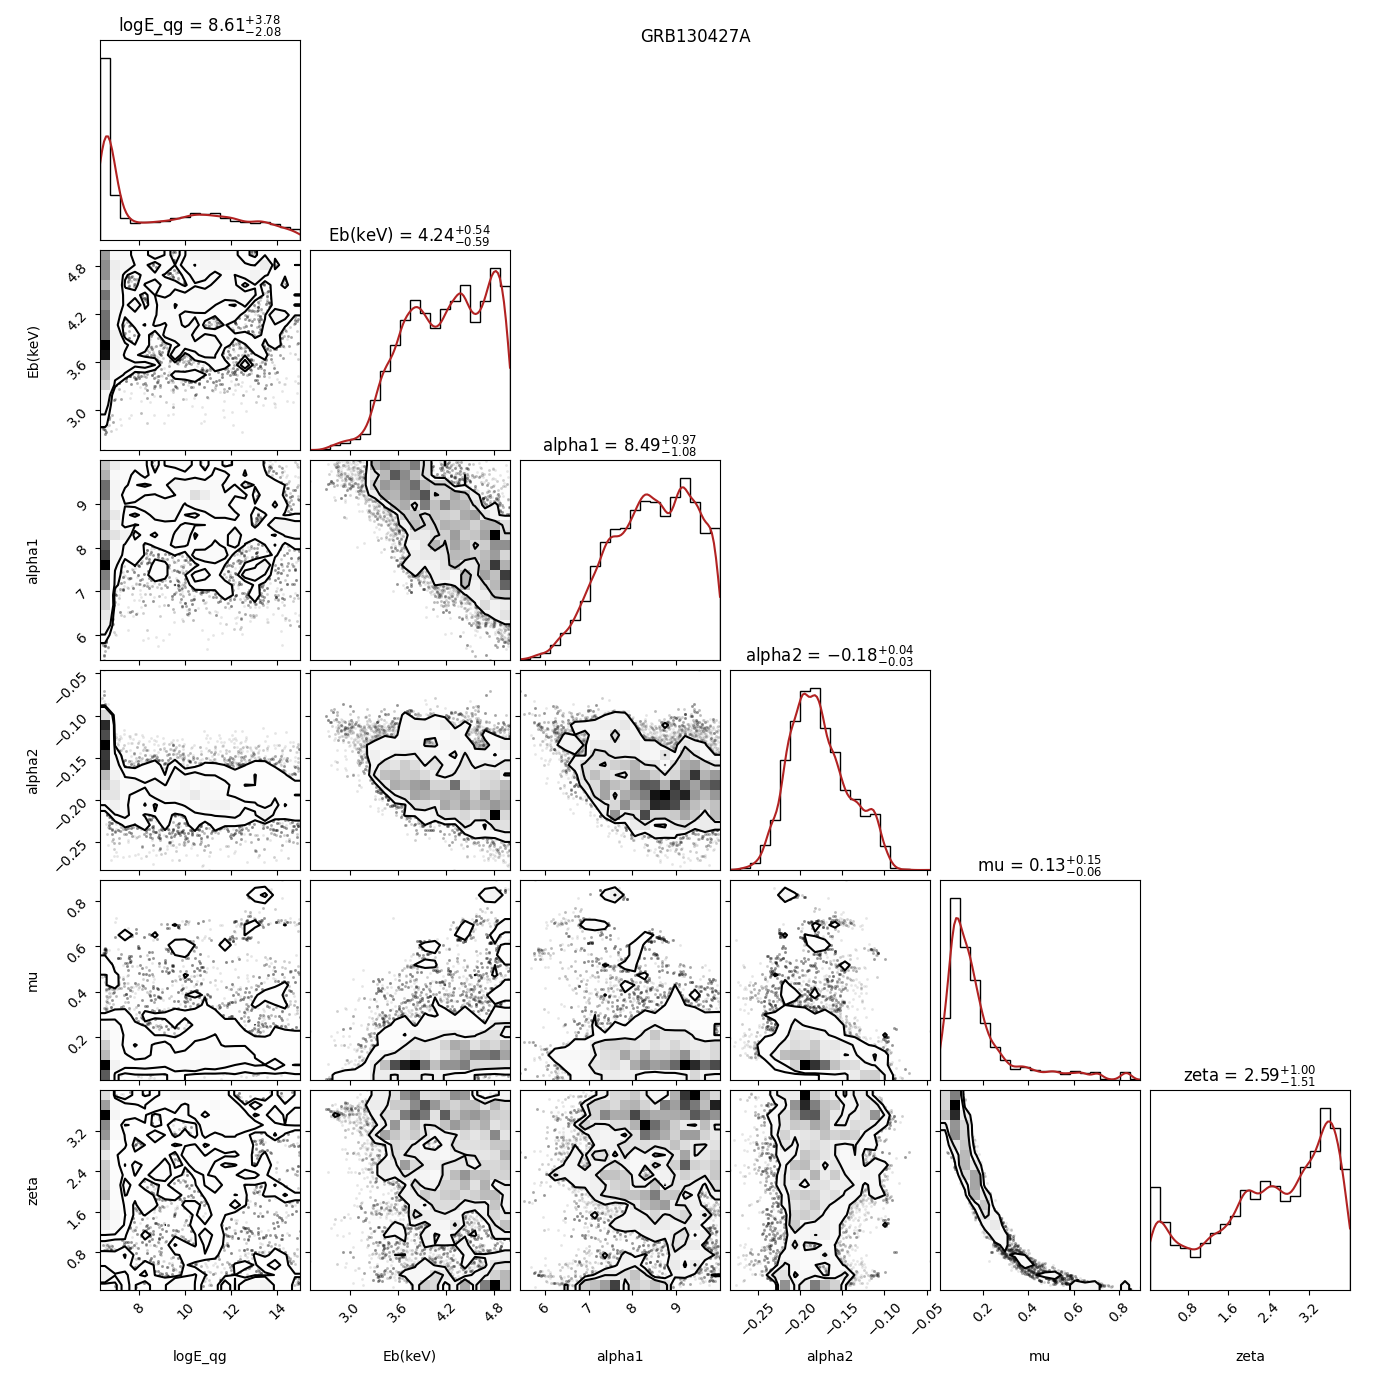 logE_qg = 8.61+3.78 −2.08
GRB130427A
Eb(keV) = 4.24+0.54 −0.59
4.8
4.2
3.6
3.0
Eb(keV)
alpha1 = 8.49+0.97 −1.08
9
8
7
6
alpha1
alpha2 = −0.18+0.04 −0.03
−0.05
−0.10
−0.15
−0.20
−0.25
alpha2
mu = 0.13+0.15 −0.06
0.8
0.6
0.4
0.2
mu
zeta = 2.59+1.00 −1.51
3.2
2.4
1.6
0.8
zeta
8 10 12 14 3.0 3.6 4.2 4.8 6 7 8 9 −0.25 −0.20 −0.15 −0.10 −0.05 0.2 0.4 0.6 0.8 0.8 1.6 2.4 3.2
logE_qg Eb(keV) alpha1 alpha2 mu zeta